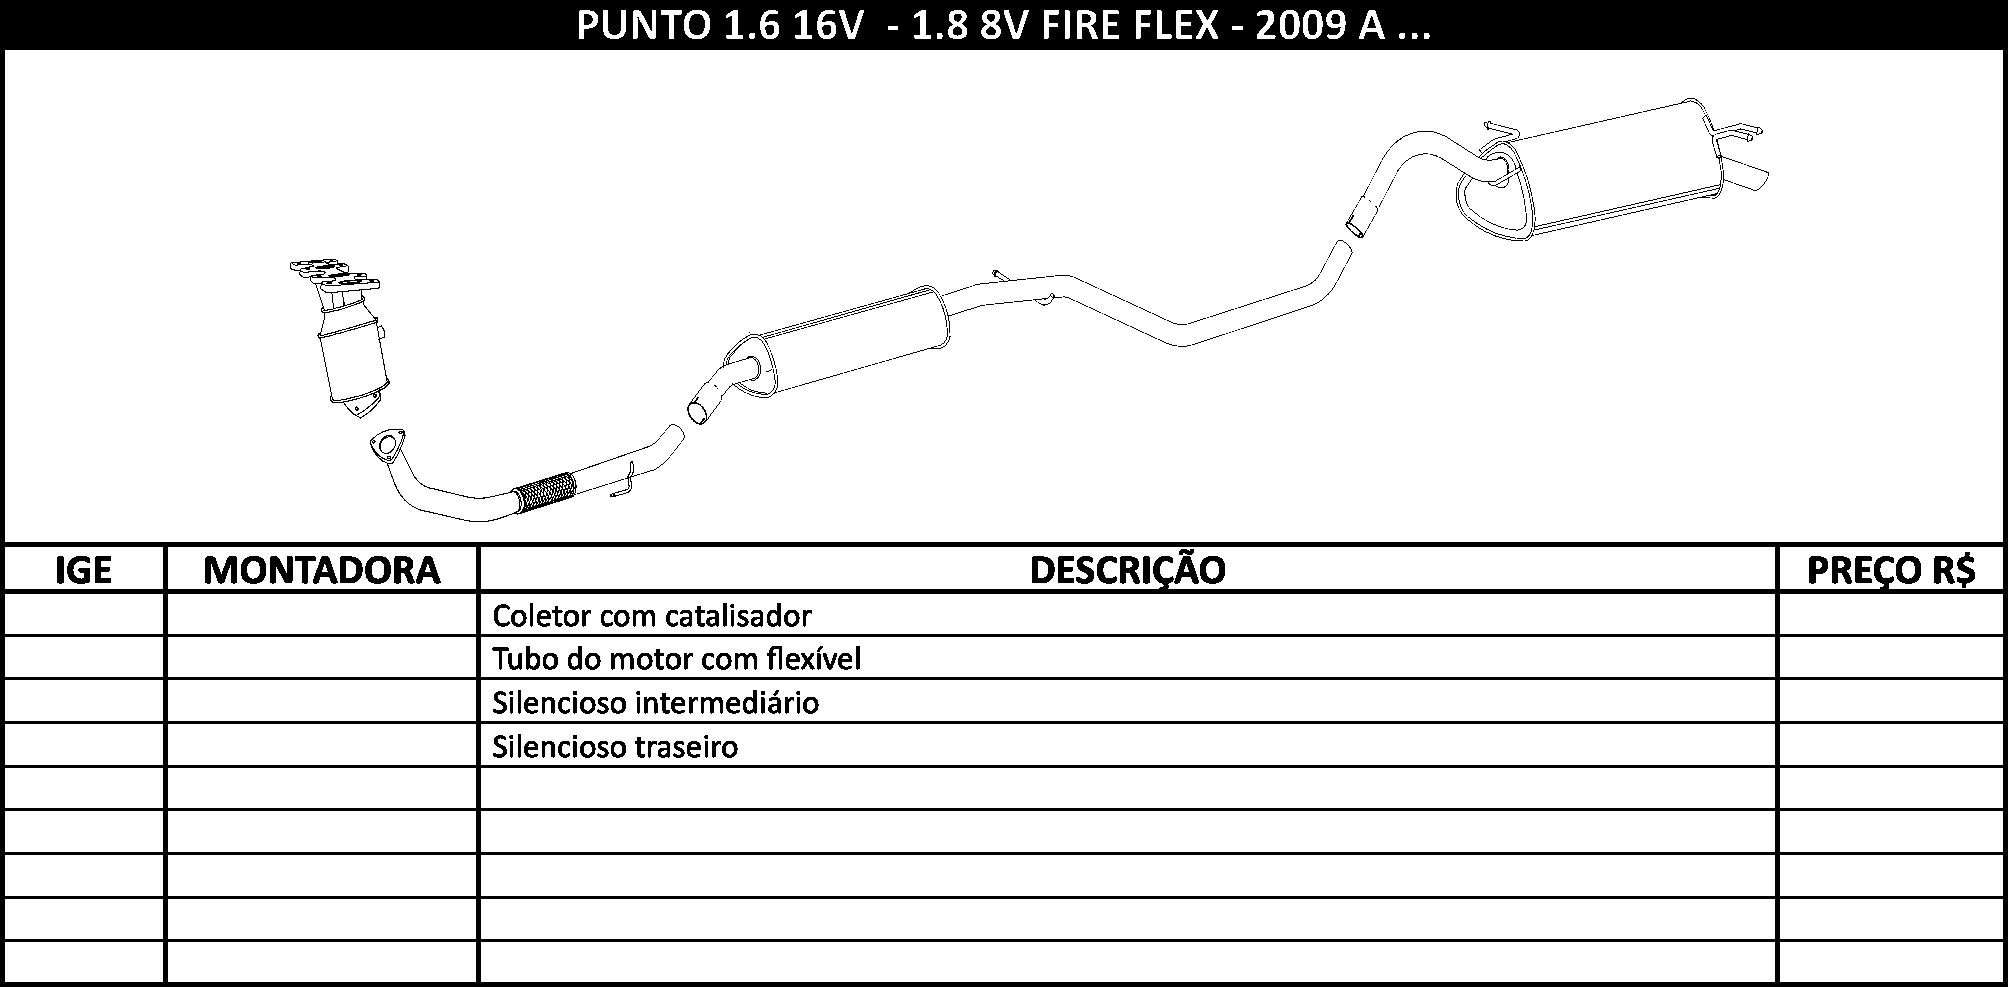 PUNTO 1.6 16V - 1.8 8V FIRE FLEX - 2009 A ...
IGE MONTADORA DESCRIÇÃO PREÇO R$
Coletor com catalisador
Tubo do motor com flexível
Silencioso intermediário
Silencioso traseiro